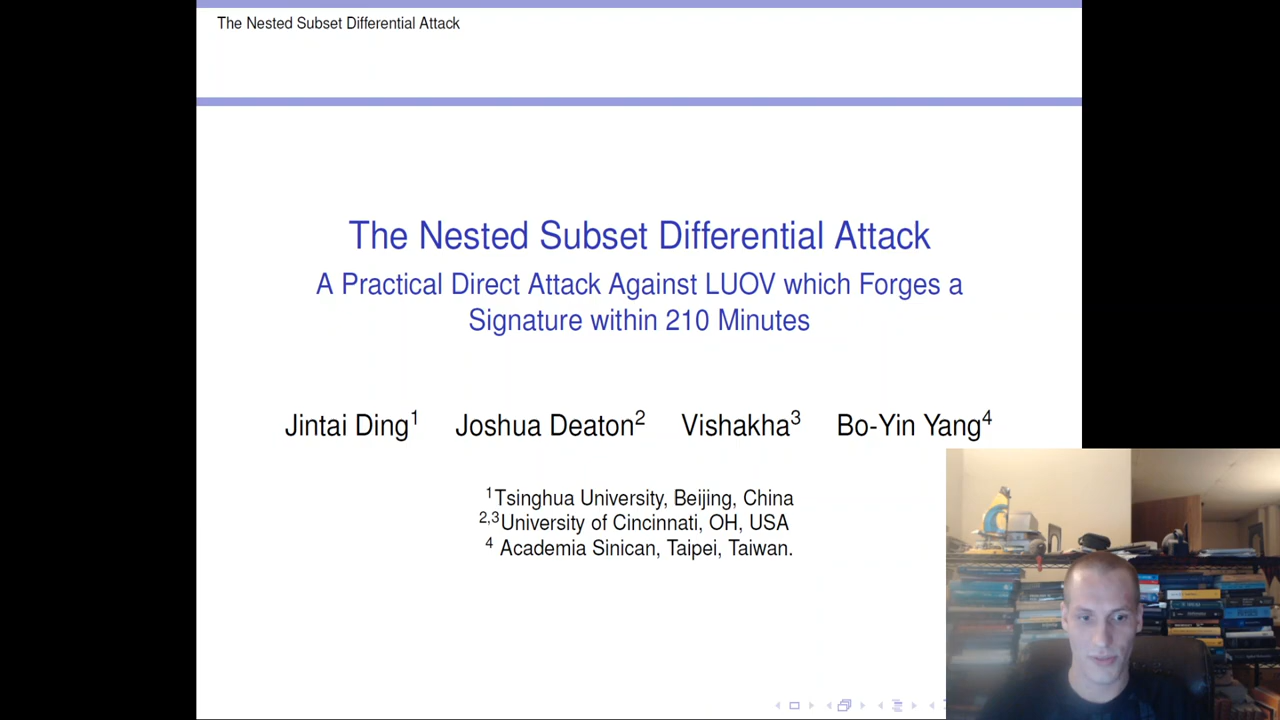 The Nested Subset Differential Attack
The Nested Subset Differential Attack
A Practical Direct Attack Against LUOV which Forges a
Signature within 210 Minutes
Jintai Ding¹ Joshua Deaton² Vishakha³ Bo-Yin Yang⁴
¹Tsinghua University, Beijing, China
²,³University of Cincinnati, OH, USA
⁴ Academia Sinican, Taipei, Taiwan.